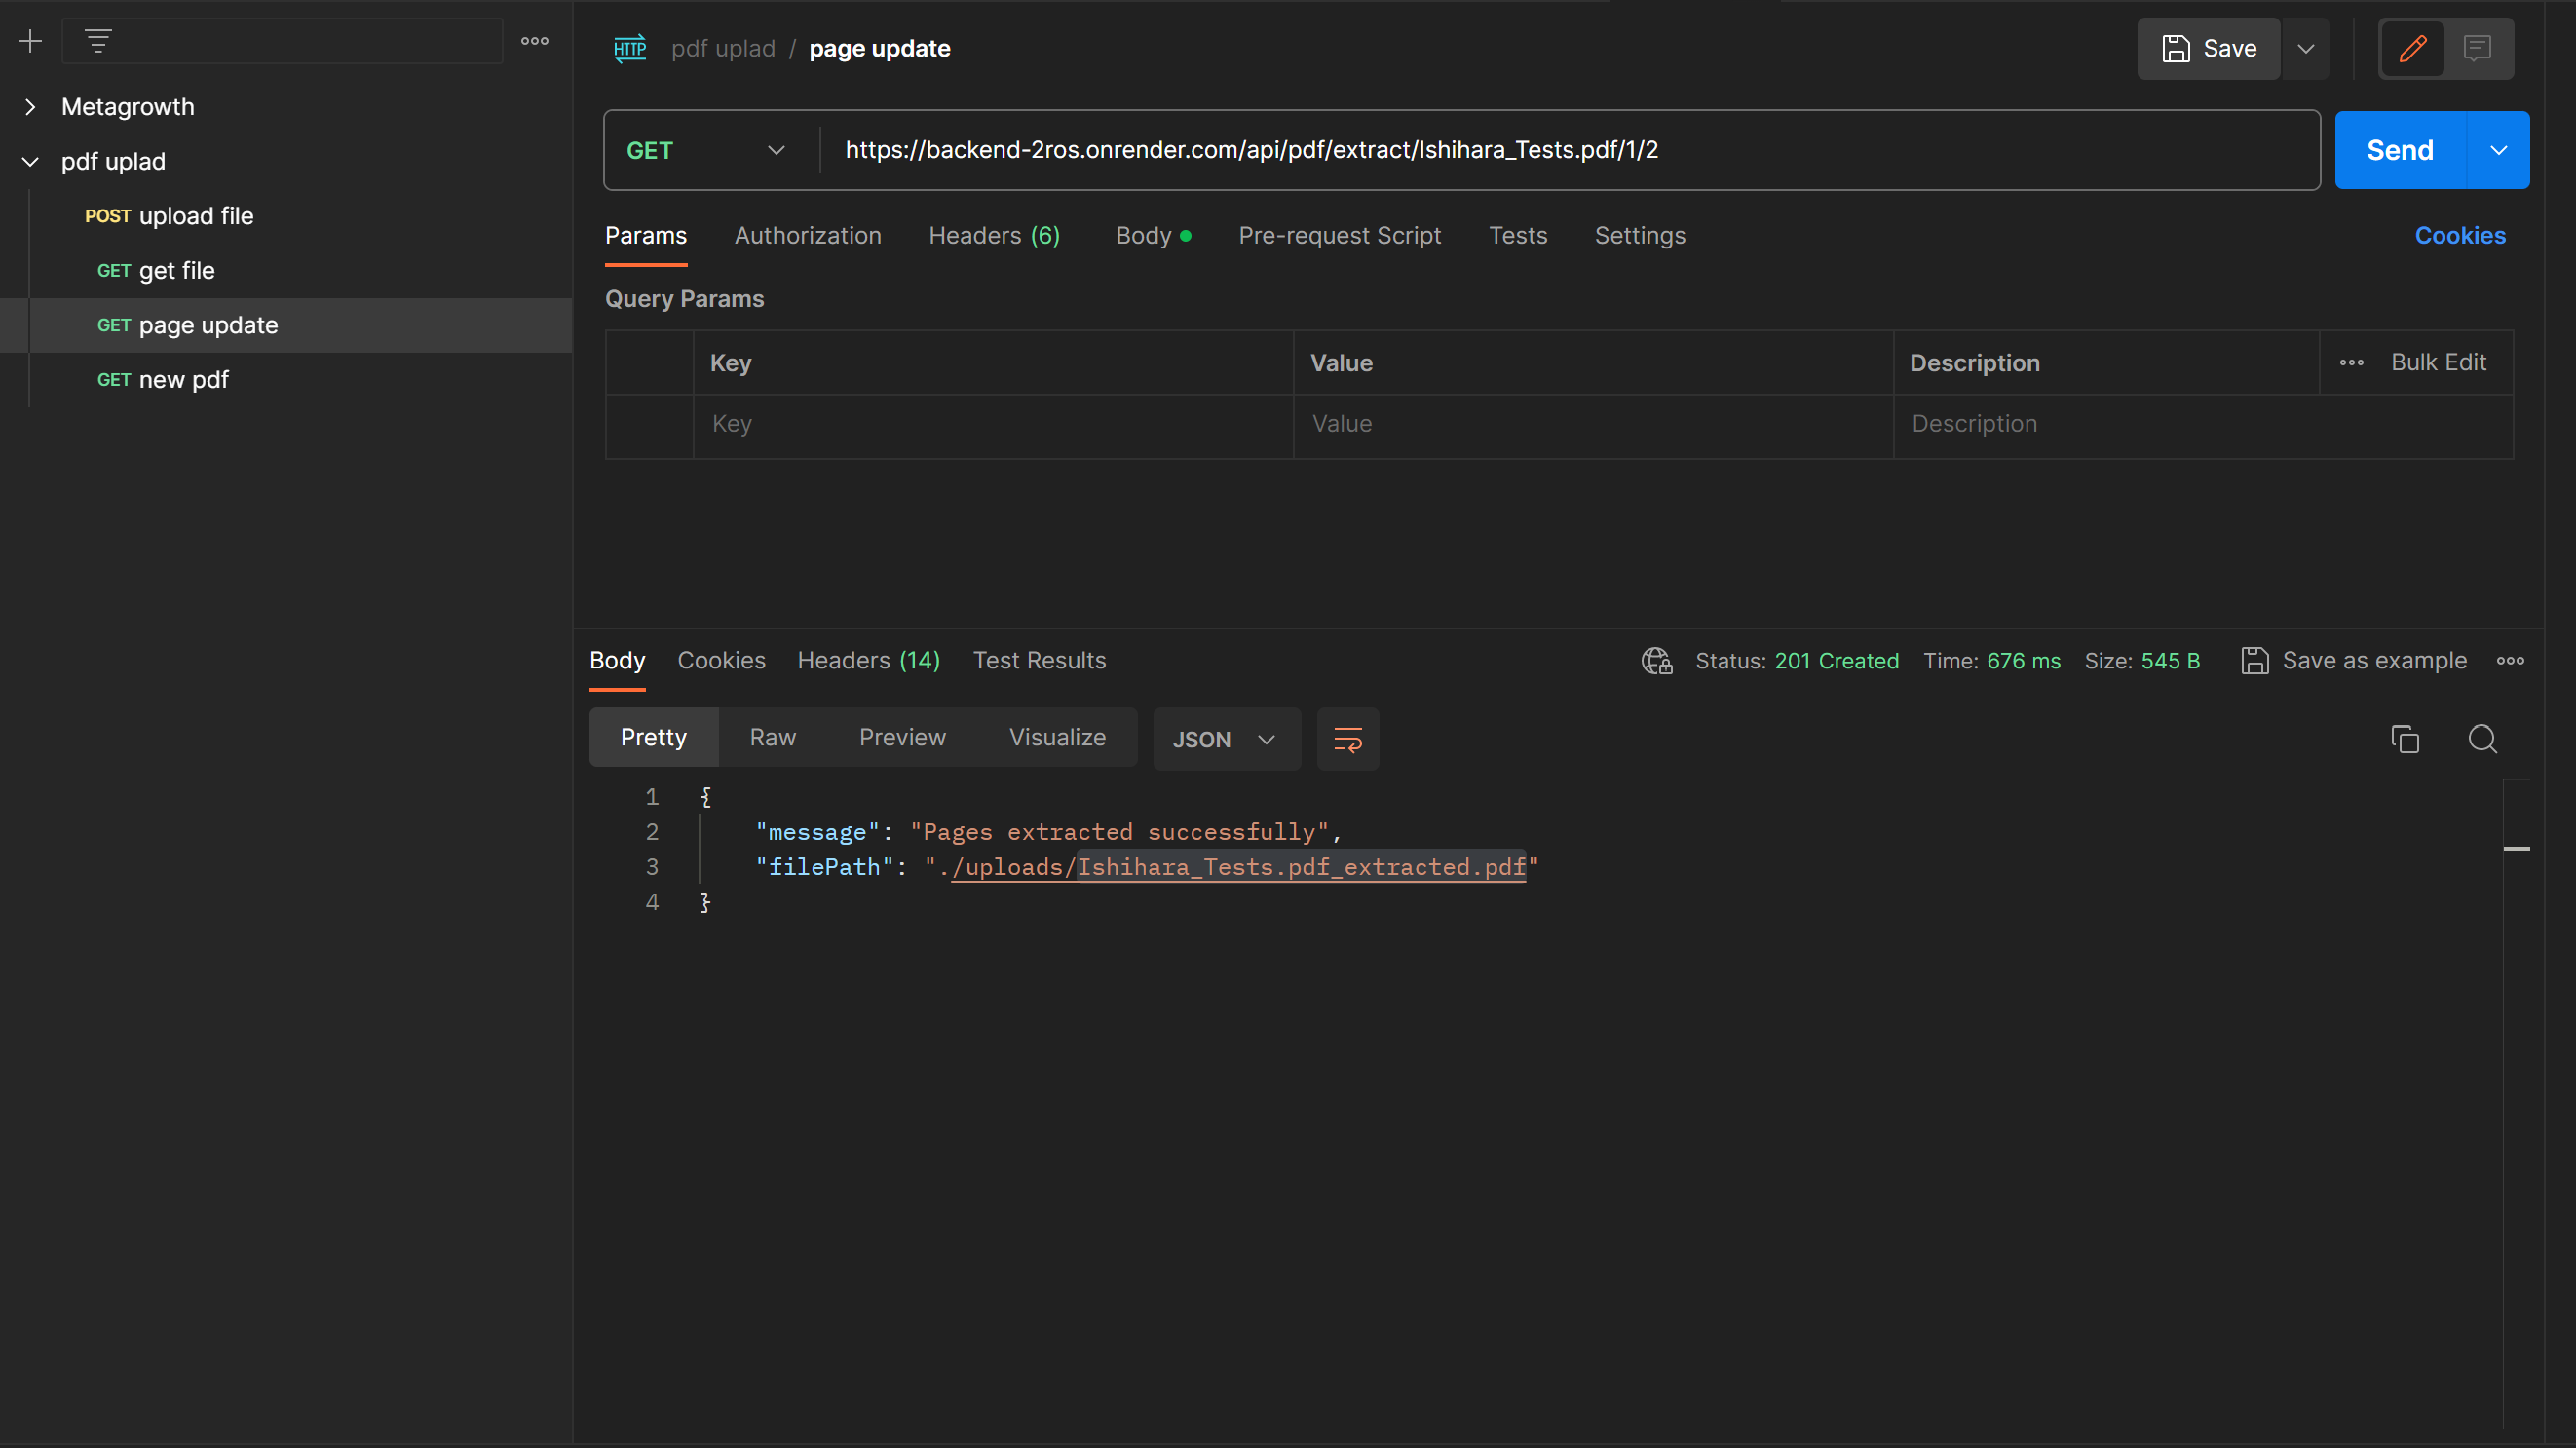 Metagrowth
pdf uplad
POST upload file
GET get file
GET page update
GET new pdf
HTTP pdf uplad / page update
Save
GET https://backend-2ros.onrender.com/api/pdf/extract/Ishihara_Tests.pdf/1/2
Send
Params Authorization Headers (6) Body Pre-request Script Tests Settings Cookies
Query Params
Key Value Description Bulk Edit
Key Value Description
Body Cookies Headers (14) Test Results Status: 201 Created Time: 676 ms Size: 545 B Save as example
Pretty Raw Preview Visualize JSON
1 {
2 "message": "Pages extracted successfully",
3 "filePath": "./uploads/Ishihara_Tests.pdf_extracted.pdf"
4 }